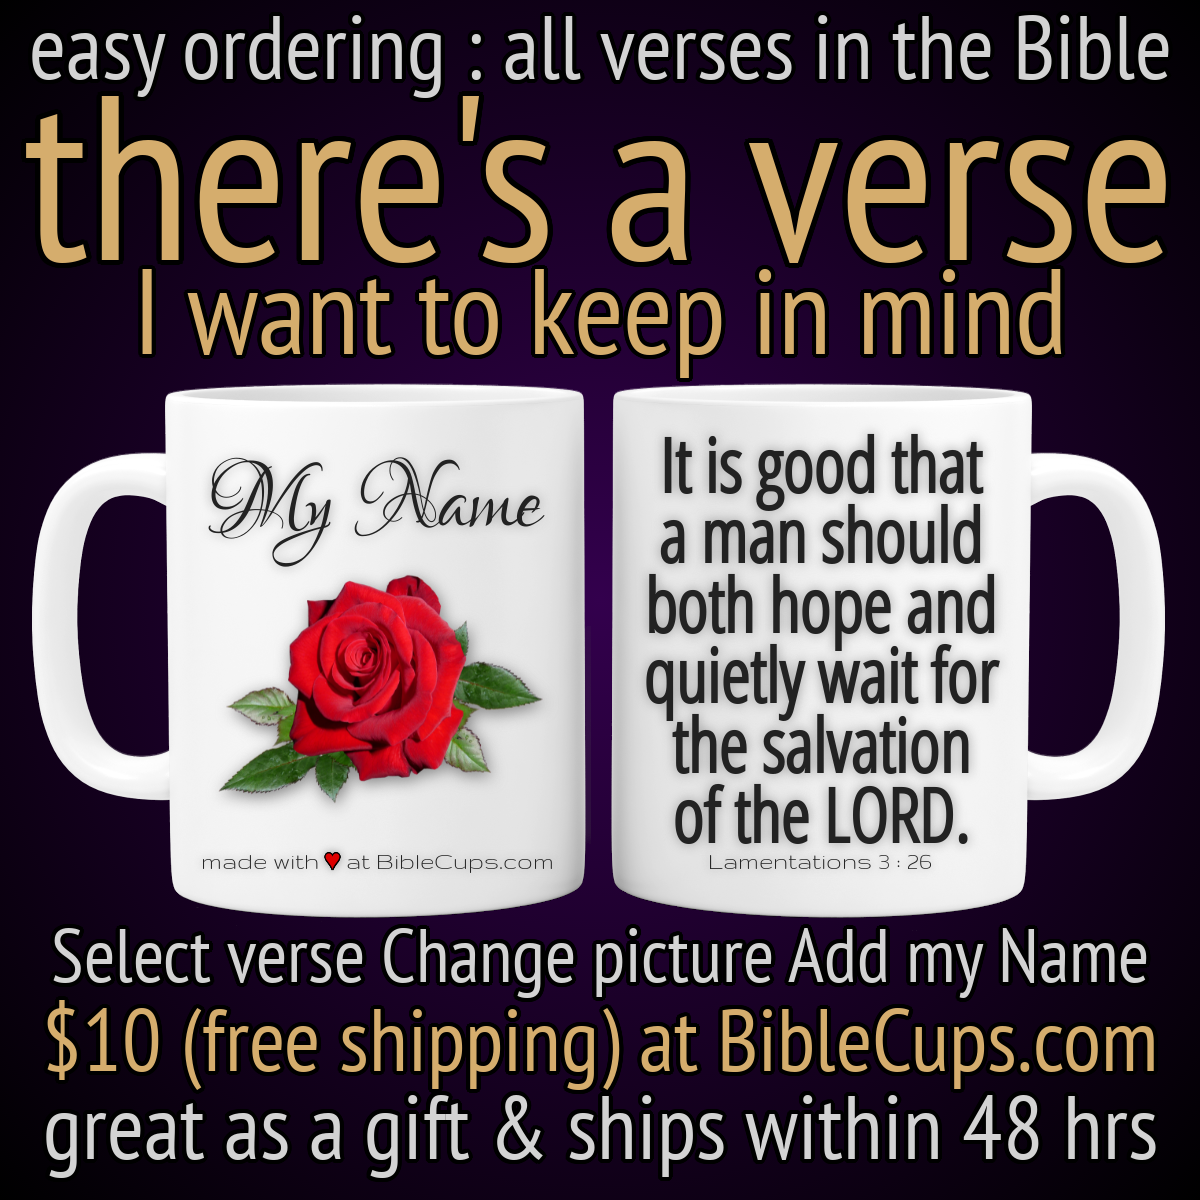 easy ordering : all verses in the Bible
there's a verse
I want to keep in mind
My Name
made with ♥ at BibleCups.com
It is good that
a man should
both hope and
quietly wait for
the salvation
of the LORD.
Lamentations 3 : 26
Select verse Change picture Add my Name
$10 (free shipping) at BibleCups.com
great as a gift & ships within 48 hrs